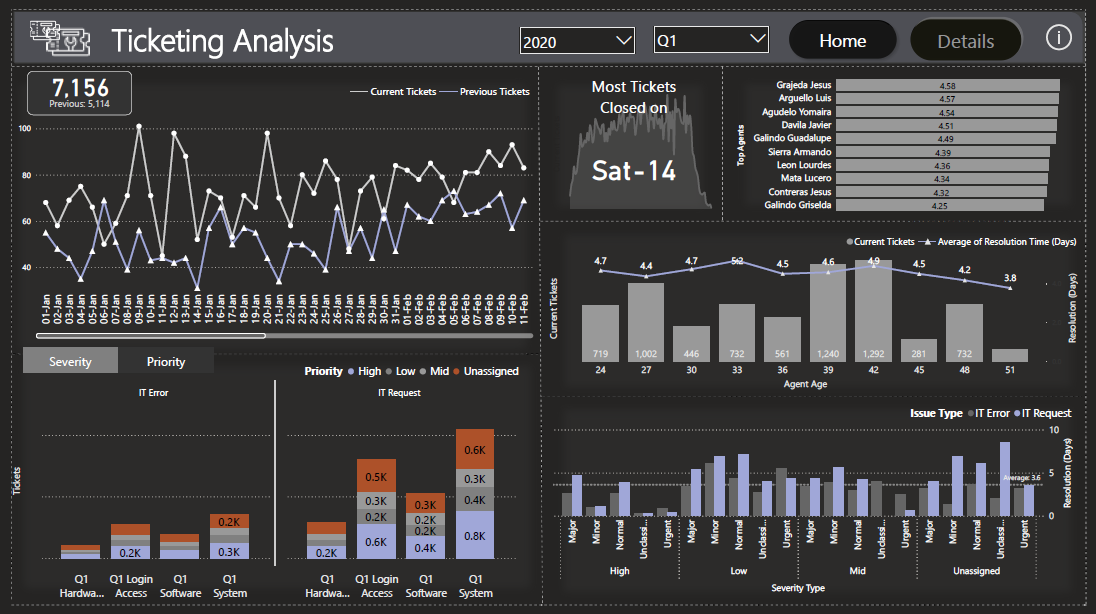 Ticketing Analysis
2020
Q1
Home
Details
i
7,156
Previous: 5,114
Current Tickets
Previous Tickets
100
80
60
40
01-Jan
02-Jan
03-Jan
04-Jan
05-Jan
06-Jan
07-Jan
08-Jan
09-Jan
10-Jan
11-Jan
12-Jan
13-Jan
14-Jan
15-Jan
16-Jan
17-Jan
18-Jan
19-Jan
20-Jan
21-Jan
22-Jan
23-Jan
24-Jan
25-Jan
26-Jan
27-Jan
28-Jan
29-Jan
30-Jan
31-Jan
01-Feb
02-Feb
03-Feb
04-Feb
05-Feb
06-Feb
07-Feb
08-Feb
09-Feb
10-Feb
11-Feb
Most Tickets
Closed on
Sat-14
Top Agents
Grajeda Jesus 4.58
Arguello Luis 4.57
Agudelo Yomaira 4.54
Davila Javier 4.51
Galindo Guadalupe 4.49
Sierra Armando 4.39
Leon Lourdes 4.36
Mata Lucero 4.34
Contreras Jesus 4.32
Galindo Griselda 4.25
Current Tickets Average of Resolution Time (Days)
Current Tickets
4.7 4.4 4.7 5.2 4.5 4.6 4.9 4.5 4.2 3.8
719 1,002 446 732 561 1,240 1,292 281 732
24 27 30 33 36 39 42 45 48 51
Agent Age
Resolution (Days)
Severity
Priority
Priority High Low Mid Unassigned
IT Error
IT Request
Tickets
0.2K
0.2K
0.3K
0.2K
0.5K
0.3K
0.2K
0.6K
0.3K
0.2K
0.2K
0.4K
0.6K
0.3K
0.4K
0.8K
Q1 Hardwa...
Q1 Login Access
Q1 Software
Q1 System
Q1 Hardwa...
Q1 Login Access
Q1 Software
Q1 System
Issue Type IT Error IT Request
10
5
0
Average: 3.6
Resolution (Days)
Major
Minor
Normal
Unclassi...
Urgent
Major
Minor
Normal
Unclassi...
Urgent
Major
Minor
Normal
Unclassi...
Urgent
Major
Minor
Normal
Unclassi...
Urgent
High Low Mid Unassigned
Severity Type